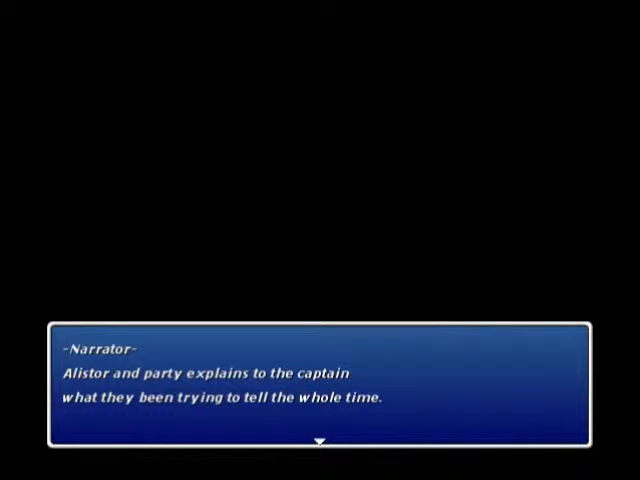 -Narrator-
Alistor and party explains to the captain
what they been trying to tell the whole time.